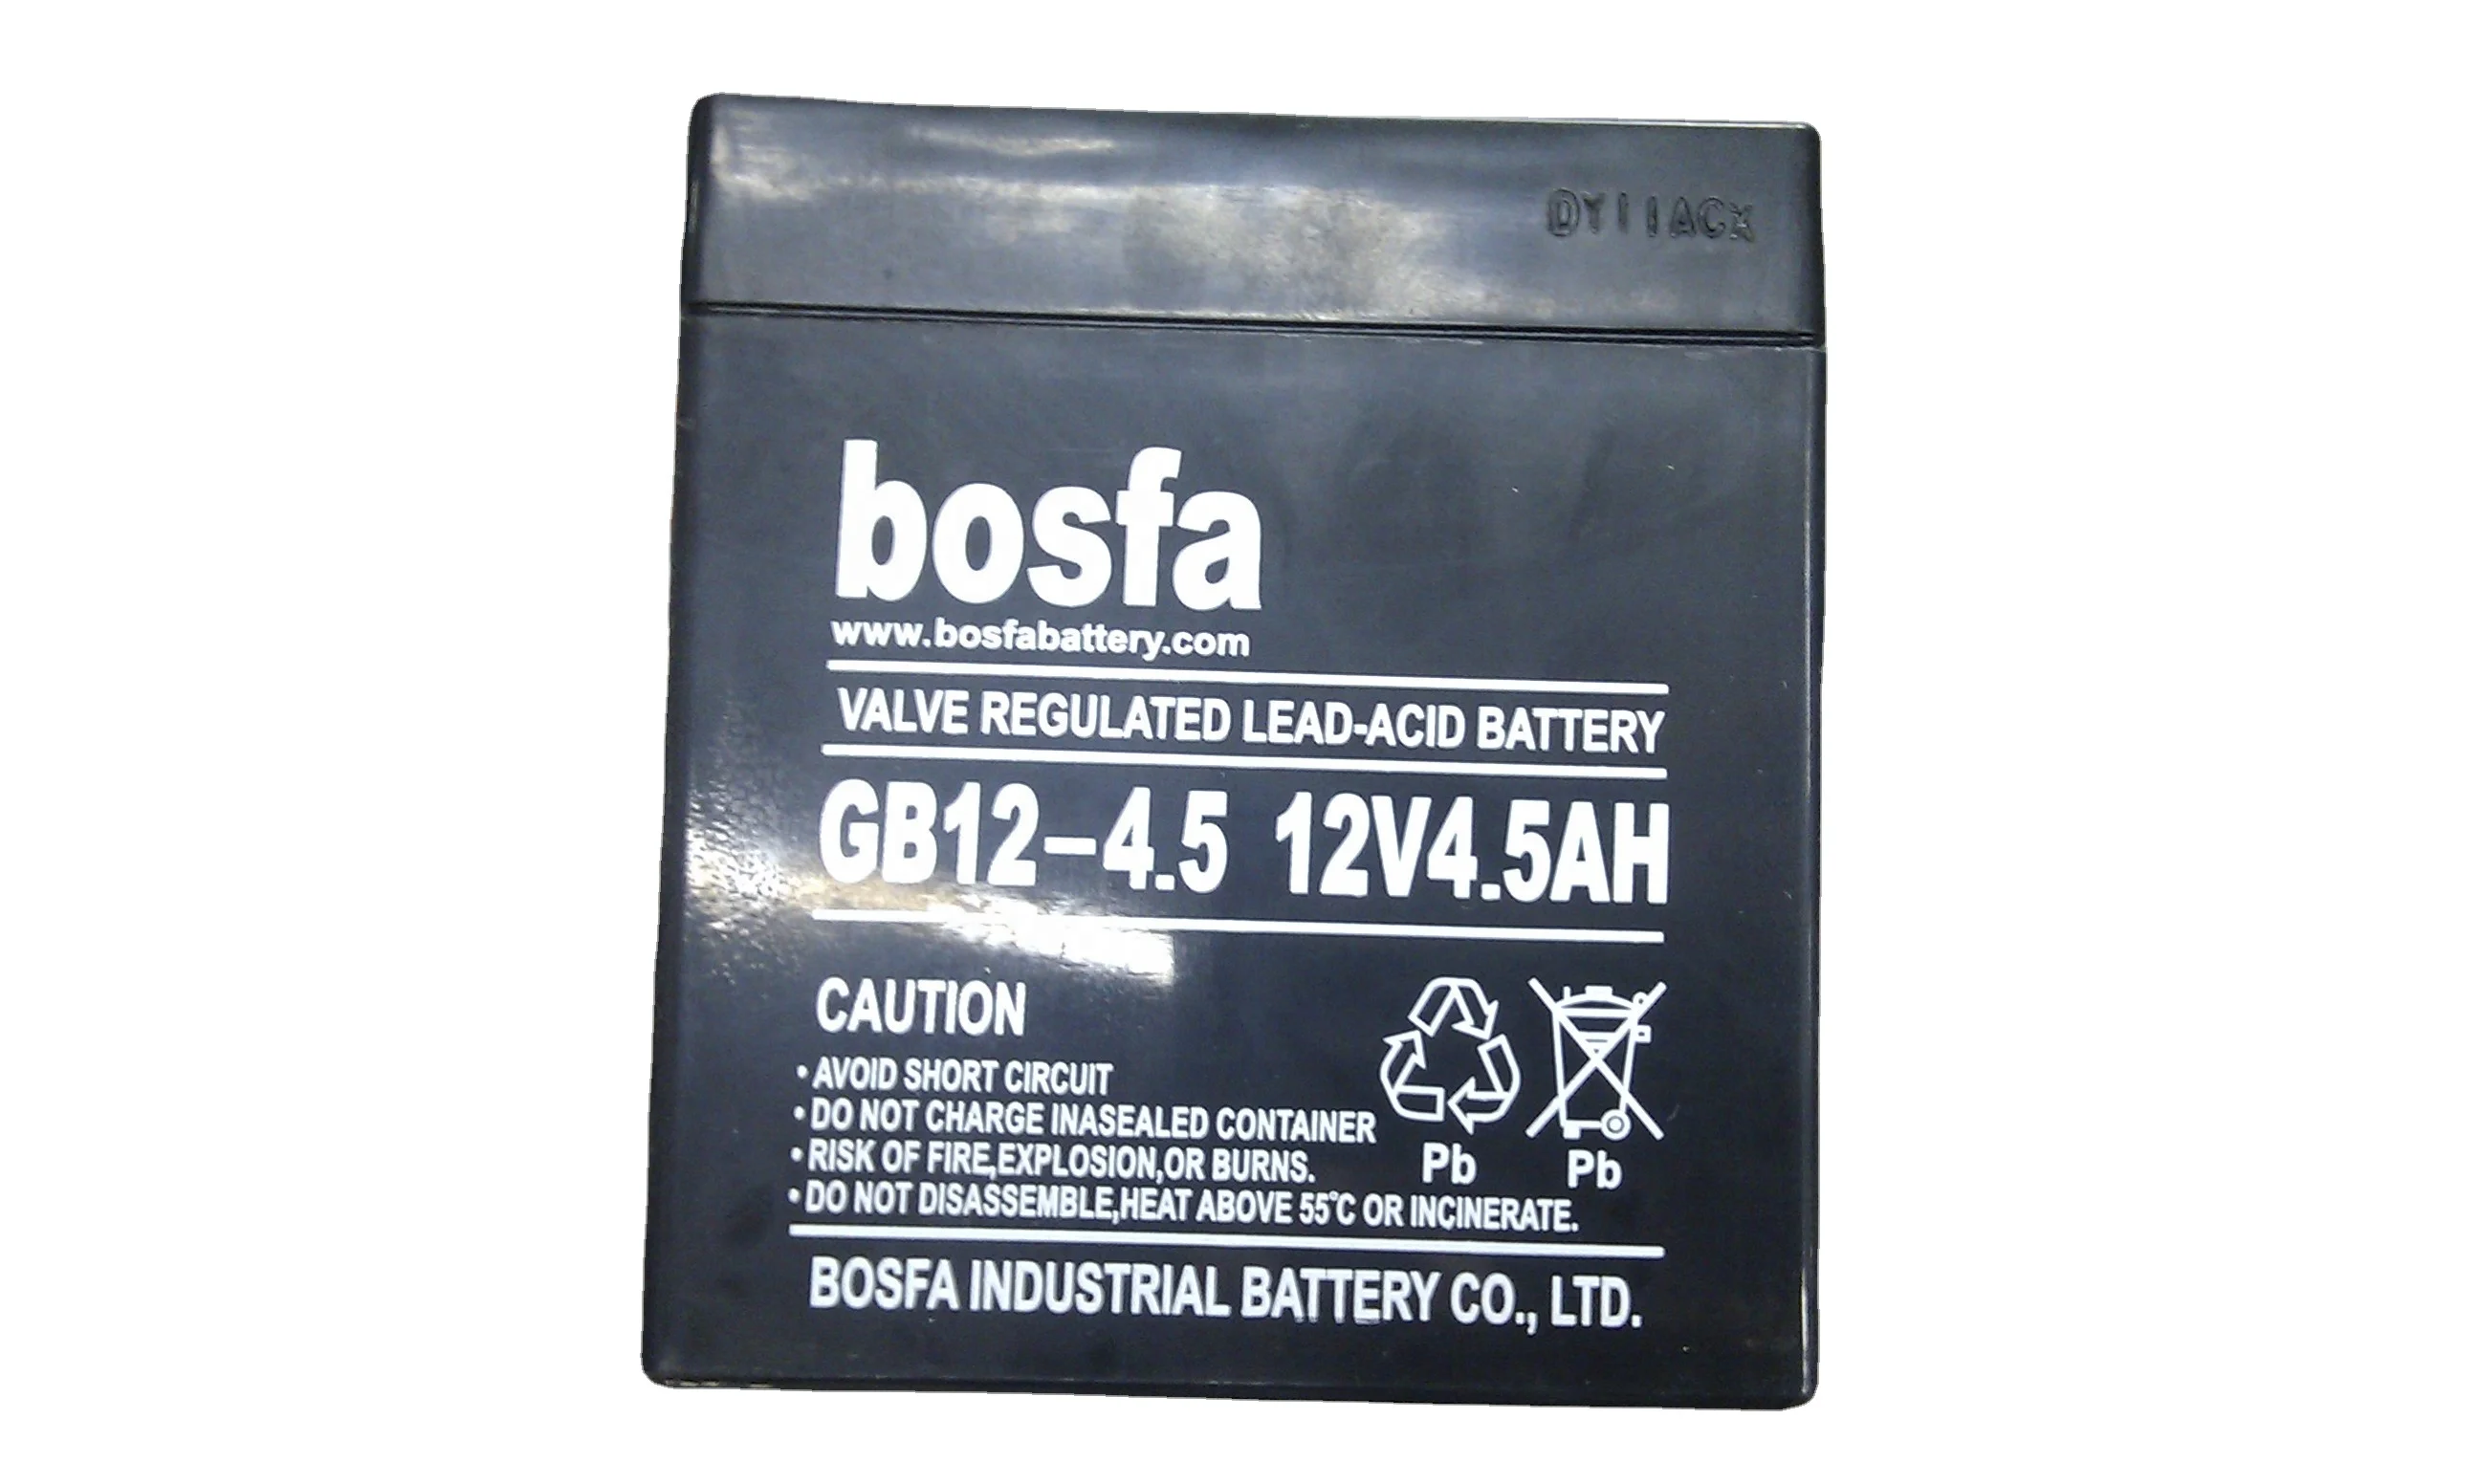 DY11ACX
bosfa
www.bosfabattery.com
VALVE REGULATED LEAD-ACID BATTERY
GB12-4.5 12V4.5AH
CAUTION
• AVOID SHORT CIRCUIT
• DO NOT CHARGE INASEALED CONTAINER
• RISK OF FIRE,EXPLOSION,OR BURNS.
• DO NOT DISASSEMBLE,HEAT ABOVE 55°C OR INCINERATE.
Pb Pb
BOSFA INDUSTRIAL BATTERY CO., LTD.